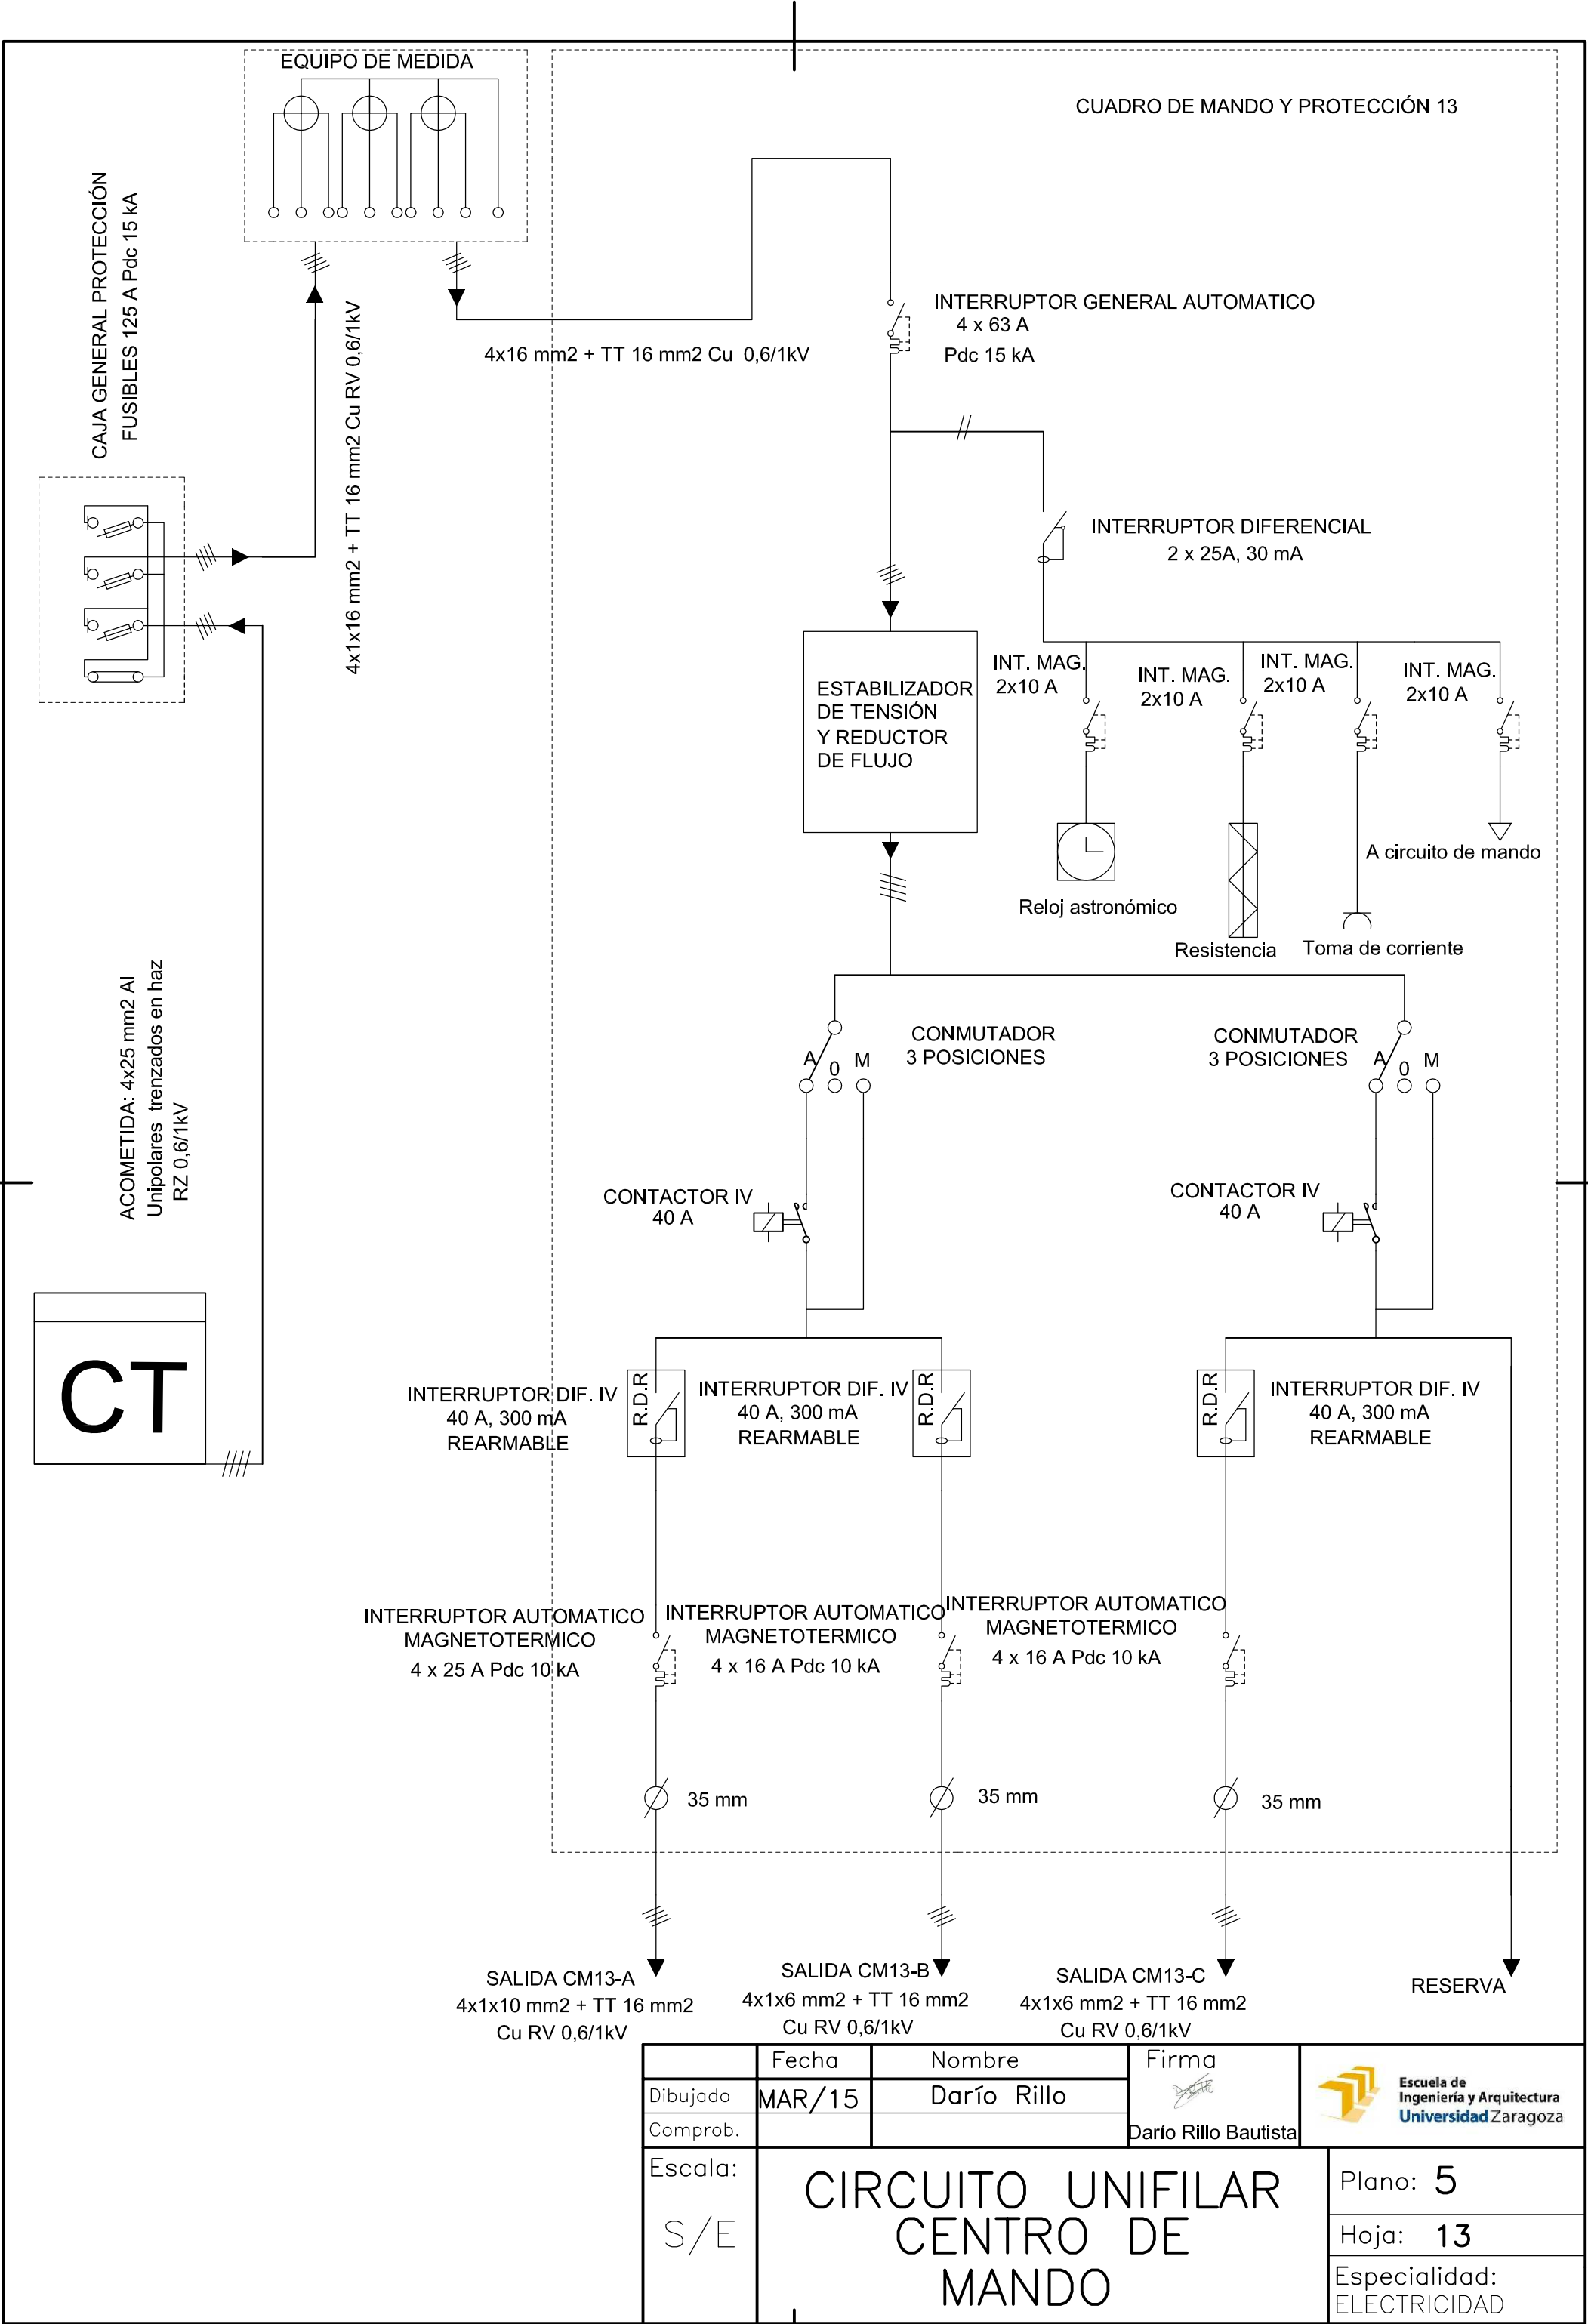 EQUIPO DE MEDIDA
CUADRO DE MANDO Y PROTECCIÓN 13
CAJA GENERAL PROTECCIÓN
FUSIBLES 125 A Pdc 15 kA
4x1x16 mm2 + TT 16 mm2 Cu RV 0,6/1kV
4x16 mm2 + TT 16 mm2 Cu  0,6/1kV
INTERRUPTOR GENERAL AUTOMATICO
4 x 63 A
Pdc 15 kA
INTERRUPTOR DIFERENCIAL
2 x 25A, 30 mA
ESTABILIZADOR
DE TENSIÓN
Y REDUCTOR
DE FLUJO
INT. MAG.
2x10 A
INT. MAG.
2x10 A
INT. MAG.
2x10 A
INT. MAG.
2x10 A
Reloj astronómico
Resistencia
Toma de corriente
A circuito de mando
ACOMETIDA: 4x25 mm2 Al
Unipolares trenzados en haz
RZ 0,6/1kV
CT
CONMUTADOR
3 POSICIONES
A 0 M
CONMUTADOR
3 POSICIONES
A 0 M
CONTACTOR IV
40 A
CONTACTOR IV
40 A
INTERRUPTOR DIF. IV
40 A, 300 mA
REARMABLE
R.D.R
INTERRUPTOR DIF. IV
40 A, 300 mA
REARMABLE
R.D.R
R.D.R
INTERRUPTOR DIF. IV
40 A, 300 mA
REARMABLE
INTERRUPTOR AUTOMATICO
MAGNETOTERMICO
4 x 25 A Pdc 10 kA
INTERRUPTOR AUTOMATICO
MAGNETOTERMICO
4 x 16 A Pdc 10 kA
INTERRUPTOR AUTOMATICO
MAGNETOTERMICO
4 x 16 A Pdc 10 kA
35 mm
35 mm
35 mm
SALIDA CM13-A
4x1x10 mm2 + TT 16 mm2
Cu RV 0,6/1kV
SALIDA CM13-B
4x1x6 mm2 + TT 16 mm2
Cu RV 0,6/1kV
SALIDA CM13-C
4x1x6 mm2 + TT 16 mm2
Cu RV 0,6/1kV
RESERVA
Fecha
Nombre
Firma
Dibujado
MAR/15
Darío Rillo
Comprob.
Darío Rillo Bautista
Escuela de
Ingeniería y Arquitectura
Universidad Zaragoza
Escala:
S/E
CIRCUITO UNIFILAR
CENTRO DE
MANDO
Plano: 5
Hoja: 13
Especialidad:
ELECTRICIDAD